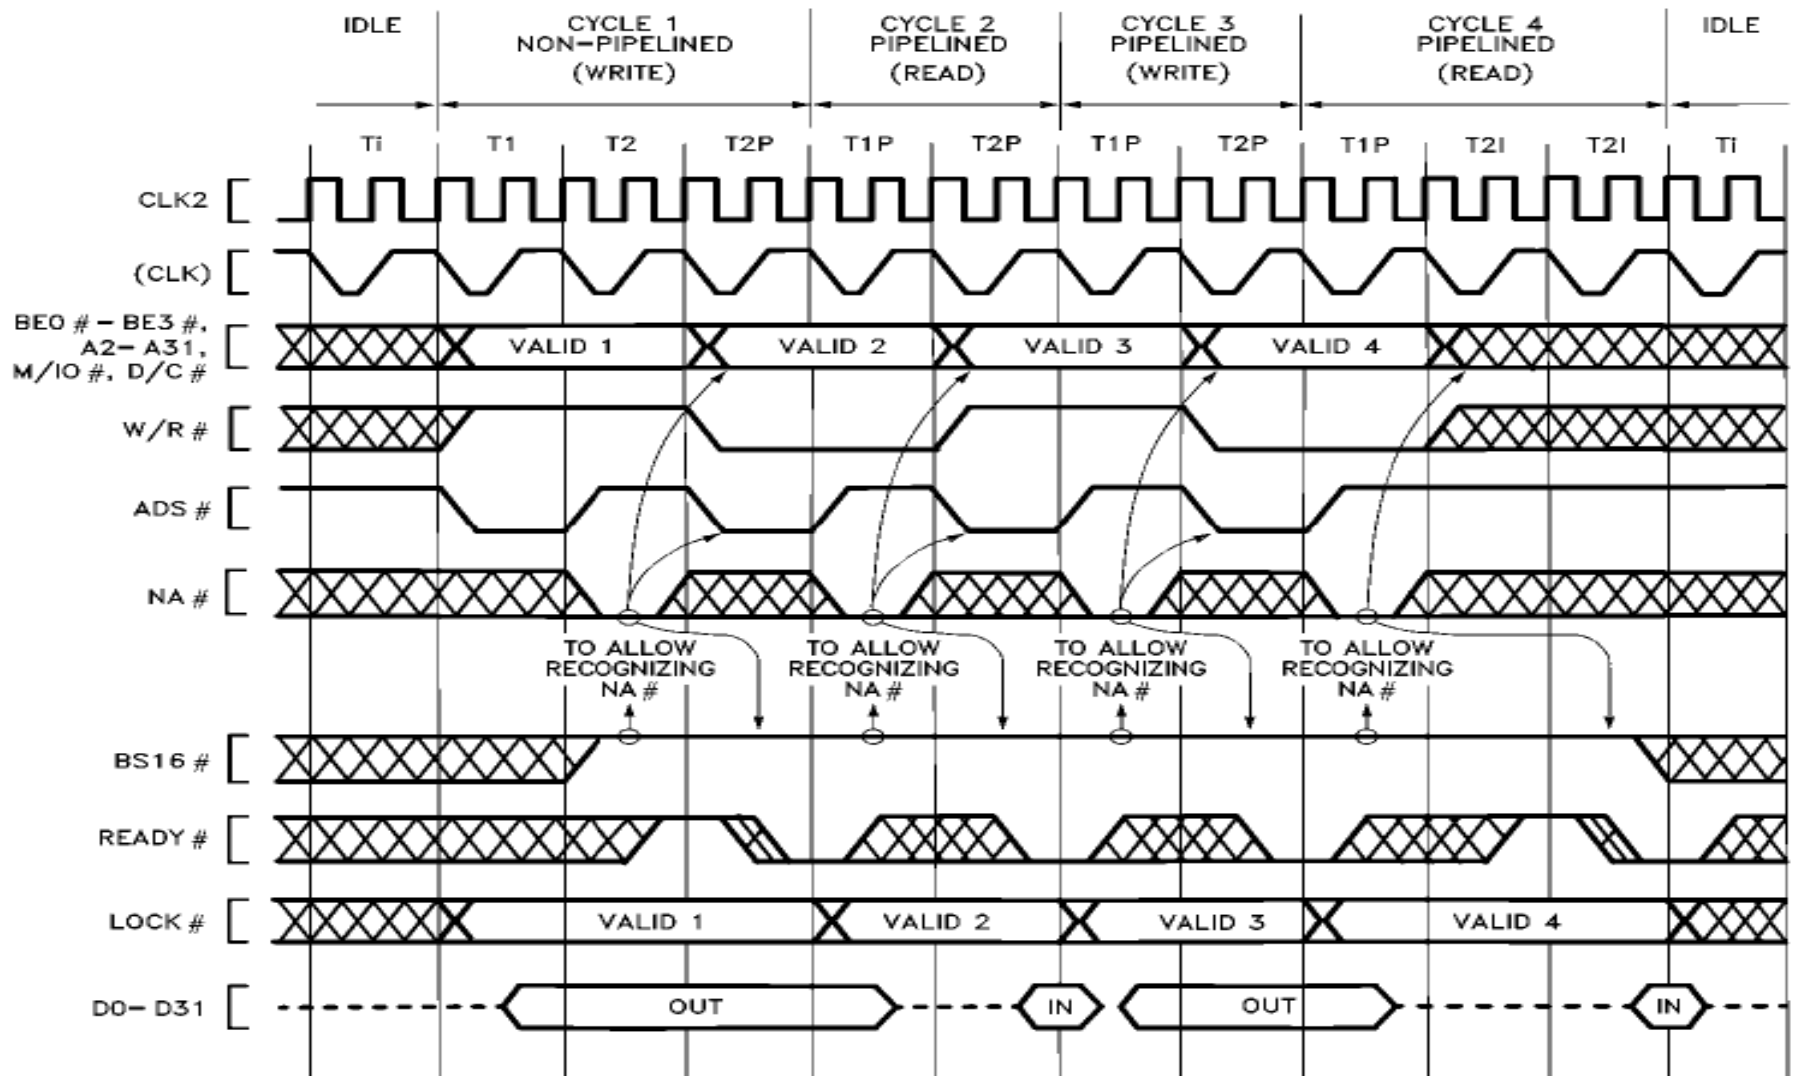 IDLE
CYCLE 1
NON-PIPELINED
(WRITE)
CYCLE 2
PIPELINED
(READ)
CYCLE 3
PIPELINED
(WRITE)
CYCLE 4
PIPELINED
(READ)
IDLE
Ti T1 T2 T2P T1P T2P T1P T2P T1P T2I T2I Ti
CLK2
(CLK)
BE0 # - BE3 #,
A2- A31,
M/IO #, D/C #
VALID 1 VALID 2 VALID 3 VALID 4
W/R #
ADS #
NA #
TO ALLOW
RECOGNIZING
NA #
TO ALLOW
RECOGNIZING
NA #
TO ALLOW
RECOGNIZING
NA #
TO ALLOW
RECOGNIZING
NA #
BS16 #
READY #
LOCK #
VALID 1 VALID 2 VALID 3 VALID 4
D0- D31
OUT IN OUT IN